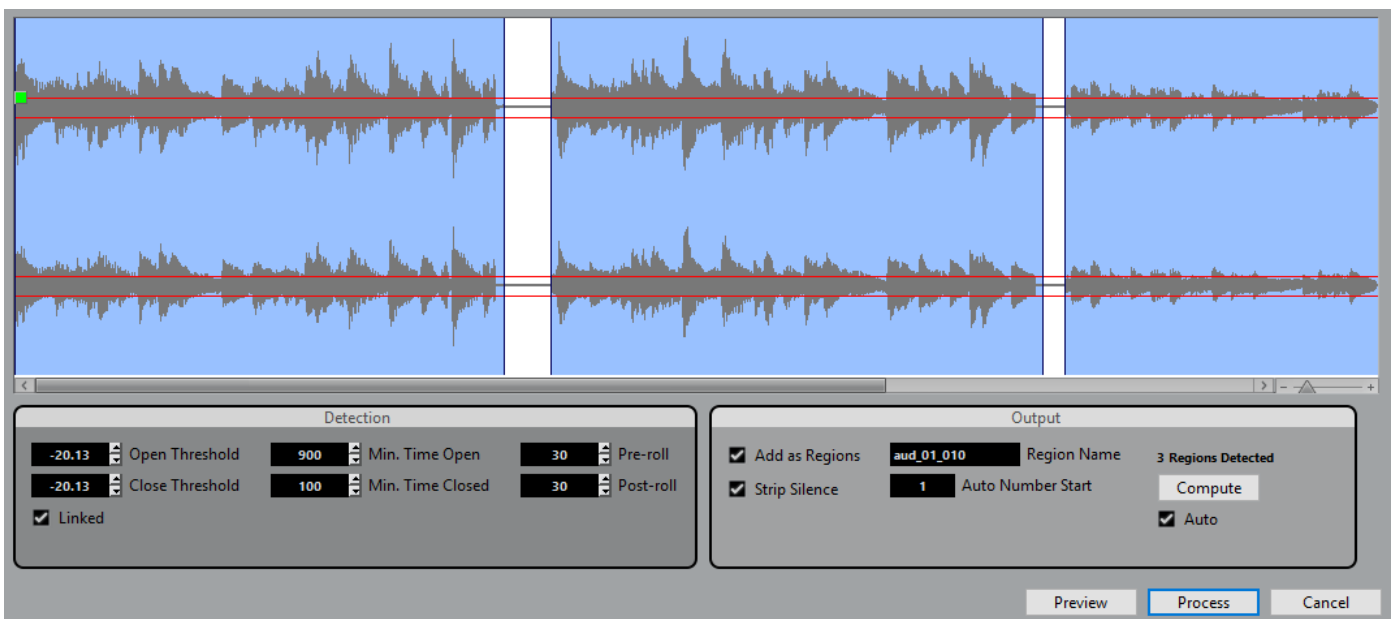 Detection
-20.13 Open Threshold 900 Min. Time Open 30 Pre-roll
-20.13 Close Threshold 100 Min. Time Closed 30 Post-roll
Linked
Output
Add as Regions aud_01_010 Region Name 3 Regions Detected
Strip Silence 1 Auto Number Start Compute
Auto
Preview Process Cancel